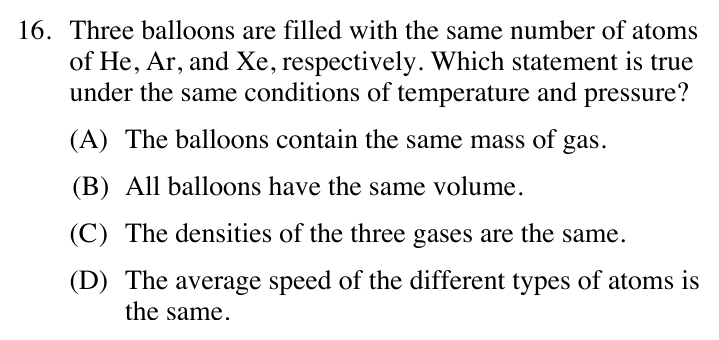 16. Three balloons are filled with the same number of atoms
of He, Ar, and Xe, respectively. Which statement is true
under the same conditions of temperature and pressure?
(A) The balloons contain the same mass of gas.
(B) All balloons have the same volume.
(C) The densities of the three gases are the same.
(D) The average speed of the different types of atoms is
the same.